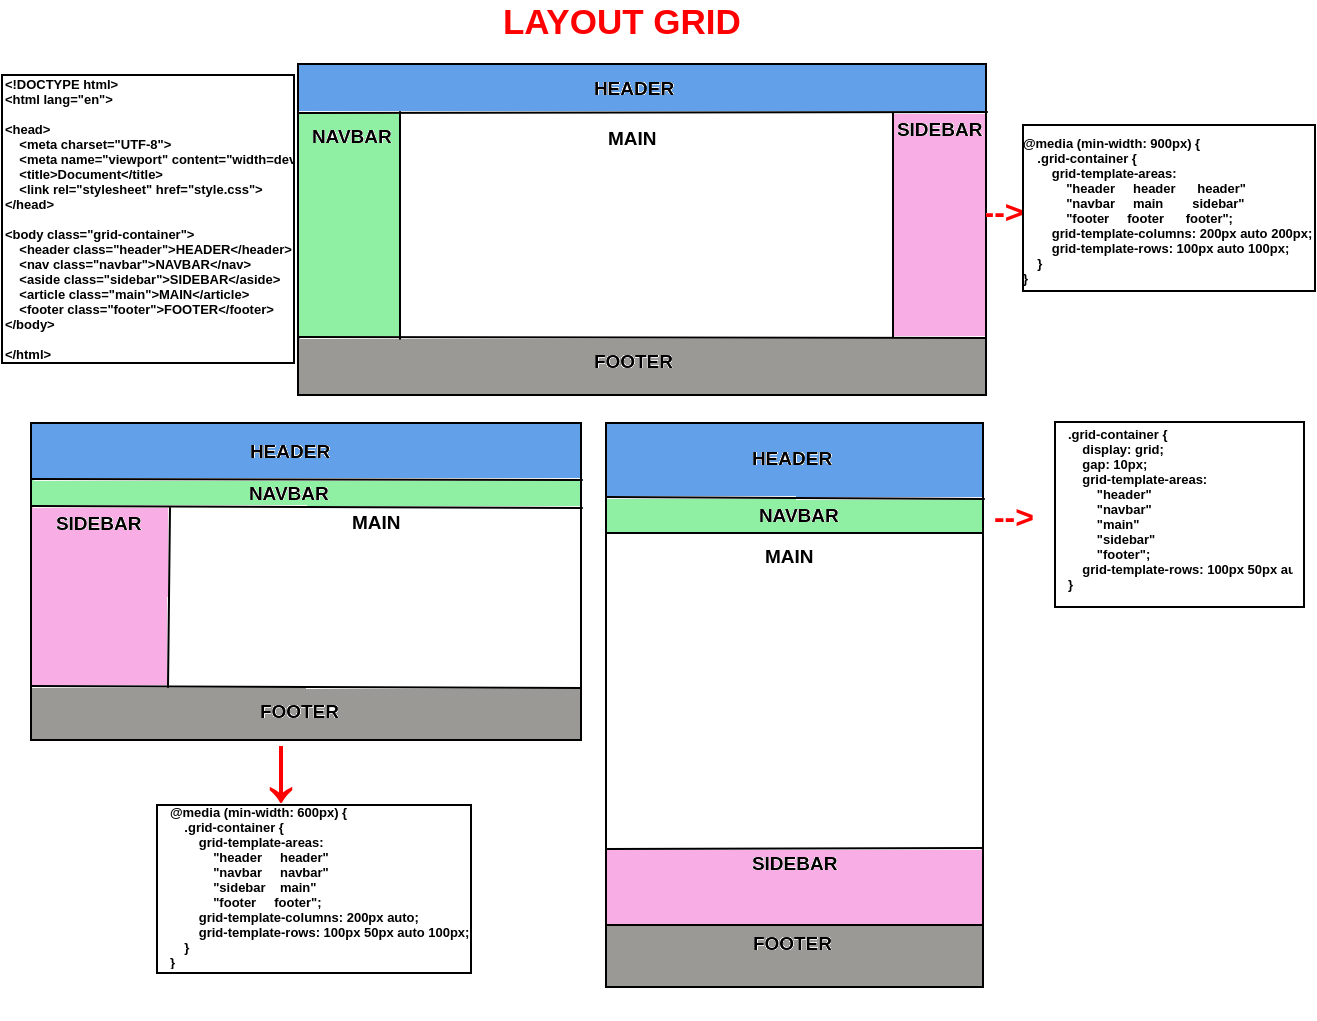 LAYOUT GRID
<!DOCTYPE html>
<html lang="en">
<head>
<meta charset="UTF-8">
<meta name="viewport" content="width=dev
<title>Document</title>
<link rel="stylesheet" href="style.css">
</head>
<body class="grid-container">
<header class="header">HEADER</header>
<nav class="navbar">NAVBAR</nav>
<aside class="sidebar">SIDEBAR</aside>
<article class="main">MAIN</article>
<footer class="footer">FOOTER</footer>
</body>
</html>
HEADER
NAVBAR
MAIN
SIDEBAR
FOOTER
-->
@media (min-width: 900px) {
.grid-container {
grid-template-areas:
"header header header"
"navbar main sidebar"
"footer footer footer";
grid-template-columns: 200px auto 200px;
grid-template-rows: 100px auto 100px;
}
}
HEADER
NAVBAR
SIDEBAR
MAIN
FOOTER
@media (min-width: 600px) {
.grid-container {
grid-template-areas:
"header header"
"navbar navbar"
"sidebar main"
"footer footer";
grid-template-columns: 200px auto;
grid-template-rows: 100px 50px auto 100px;
}
}
HEADER
NAVBAR
MAIN
SIDEBAR
FOOTER
-->
.grid-container {
display: grid;
gap: 10px;
grid-template-areas:
"header"
"navbar"
"main"
"sidebar"
"footer";
grid-template-rows: 100px 50px au
}